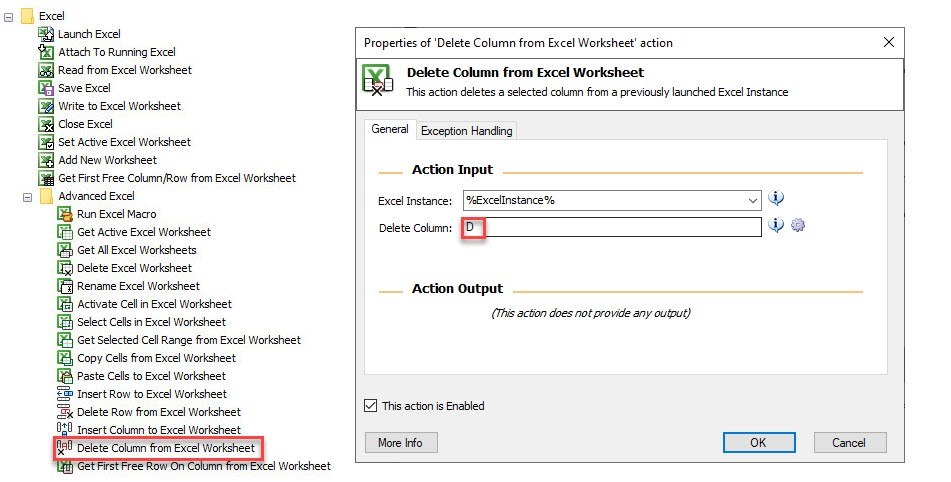 Excel
Launch Excel
Attach To Running Excel
Read from Excel Worksheet
Save Excel
Write to Excel Worksheet
Close Excel
Set Active Excel Worksheet
Add New Worksheet
Get First Free Column/Row from Excel Worksheet
Advanced Excel
Run Excel Macro
Get Active Excel Worksheet
Get All Excel Worksheets
Delete Excel Worksheet
Rename Excel Worksheet
Activate Cell in Excel Worksheet
Select Cells in Excel Worksheet
Get Selected Cell Range from Excel Worksheet
Copy Cells from Excel Worksheet
Paste Cells to Excel Worksheet
Insert Row to Excel Worksheet
Delete Row from Excel Worksheet
Insert Column to Excel Worksheet
Delete Column from Excel Worksheet
Get First Free Row On Column from Excel Worksheet
Properties of 'Delete Column from Excel Worksheet' action
Delete Column from Excel Worksheet
This action deletes a selected column from a previously launched Excel Instance
General Exception Handling
Action Input
Excel Instance: %ExcelInstance%
Delete Column: D
Action Output
(This action does not provide any output)
This action is Enabled
More Info OK Cancel